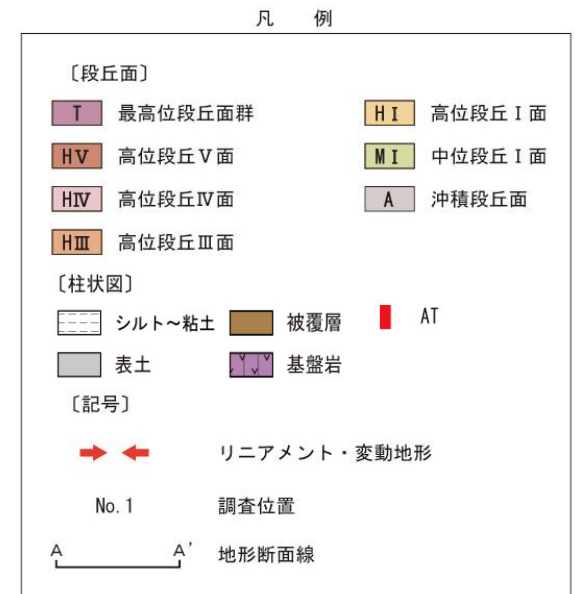 凡　例
〔段丘面〕
T 最高位段丘面群
HⅤ 高位段丘Ⅴ面
HⅣ 高位段丘Ⅳ面
HⅢ 高位段丘Ⅲ面
HⅠ 高位段丘Ⅰ面
MⅠ 中位段丘Ⅰ面
A 沖積段丘面
〔柱状図〕
シルト～粘土 被覆層 AT
表土 基盤岩
〔記号〕
リニアメント・変動地形
No.1 調査位置
A A' 地形断面線